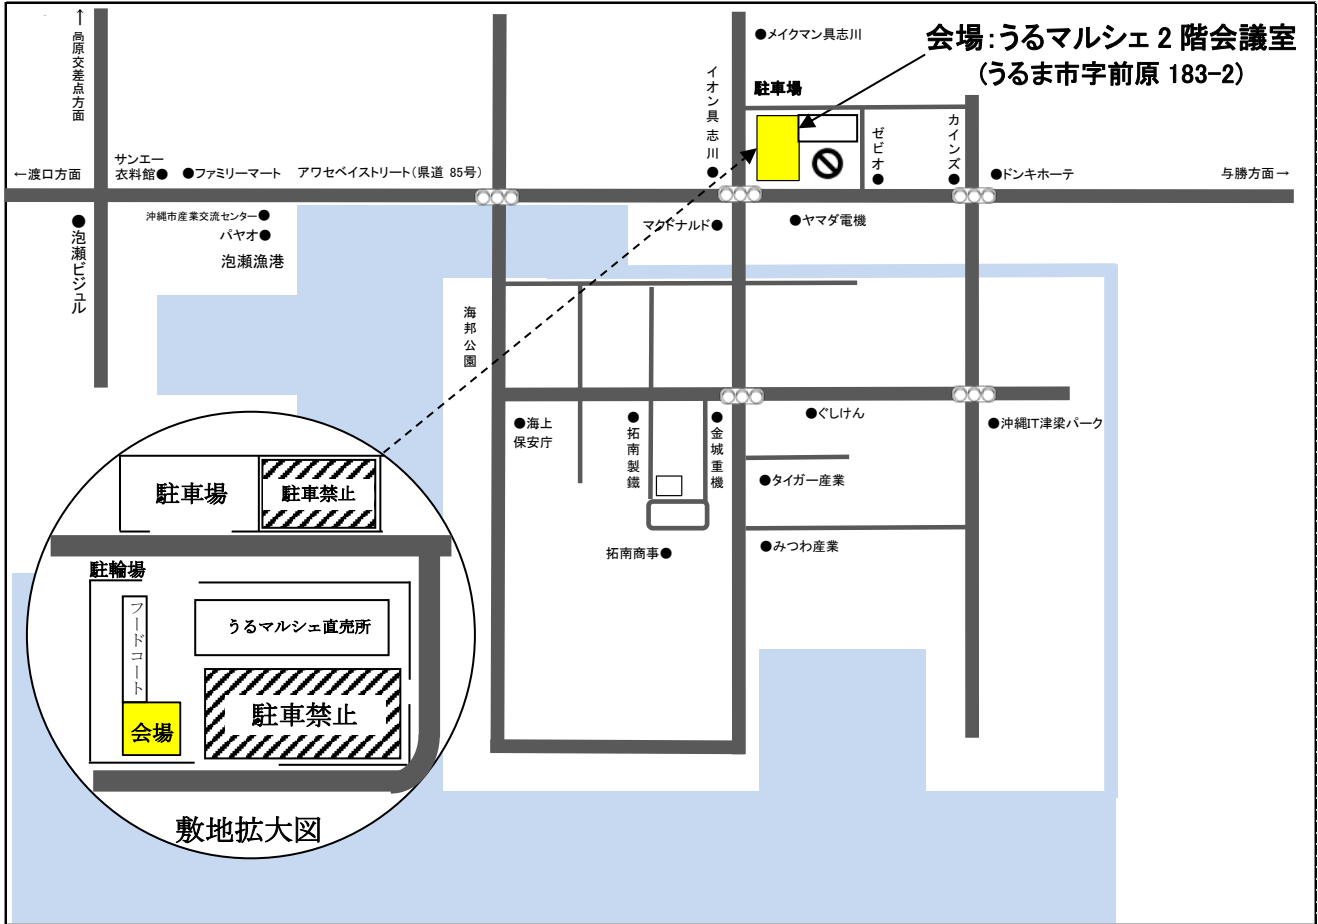 会場:うるマルシェ2階会議室
(うるま市字前原 183-2)
↑高原交差点方面
●メイクマン具志川
駐車場
イオン具志川●
ゼビオ●
カインズ●
←渡口方面
サンエー
衣料館●
●ファミリーマート
アワセベイストリート(県道 85号)
●ドンキホーテ
与勝方面→
●泡瀬ビジュル
沖縄市産業交流センター●
パヤオ●
泡瀬漁港
マクドナルド●
●ヤマダ電機
海邦公園
●海上
保安庁
●拓南製鐵
●金城重機
●ぐしけん
●沖縄IT津梁パーク
●タイガー産業
拓南商事●
●みつわ産業
駐車場
駐車禁止
駐輪場
フードコート
うるマルシェ直売所
駐車禁止
会場
敷地拡大図